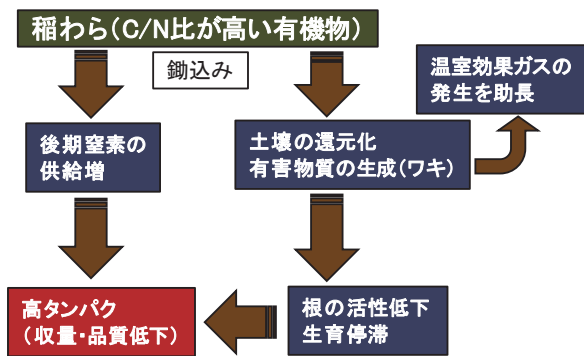 稲わら（C/N比が高い有機物）
鋤込み
温室効果ガスの
発生を助長
後期窒素の
供給増
土壌の還元化
有害物質の生成（ワキ）
高タンパク
（収量・品質低下）
根の活性低下
生育停滞